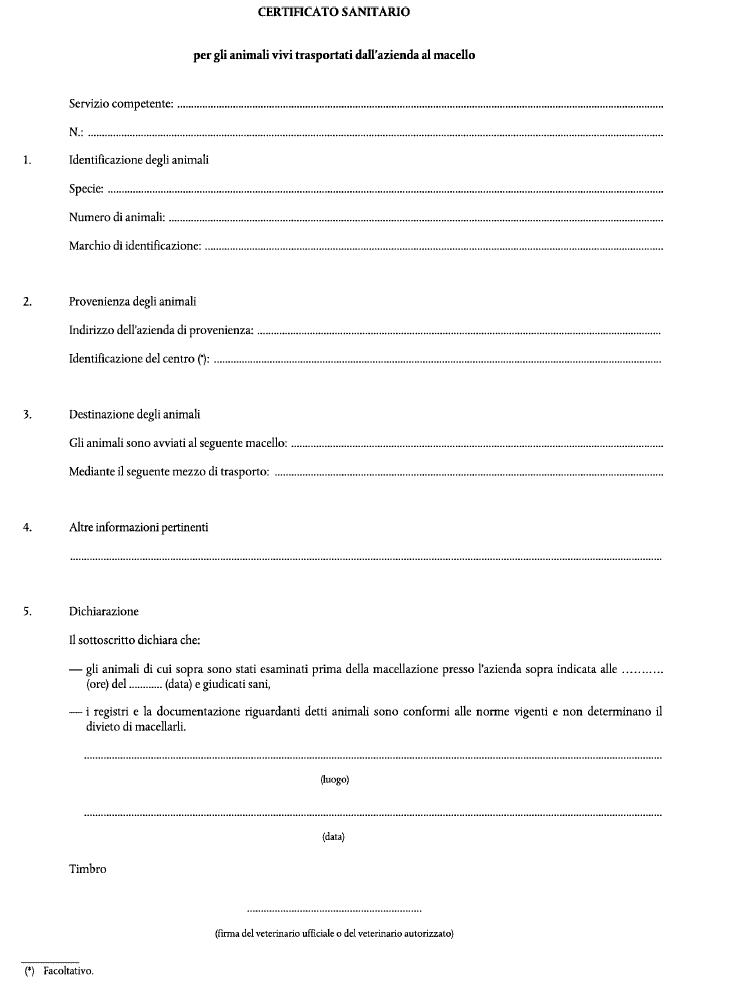 CERTIFICATO SANITARIO
per gli animali vivi trasportati dall'azienda al macello
Servizio competente: ................................................................
N.: ................................................................
1. Identificazione degli animali
Specie: ................................................................
Numero di animali: ................................................................
Marchio di identificazione: ................................................................
2. Provenienza degli animali
Indirizzo dell'azienda di provenienza: ................................................................
Identificazione del centro (*): ................................................................
3. Destinazione degli animali
Gli animali sono avviati al seguente macello: ................................................................
Mediante il seguente mezzo di trasporto: ................................................................
4. Altre informazioni pertinenti
................................................................
5. Dichiarazione
Il sottoscritto dichiara che:
— gli animali di cui sopra sono stati esaminati prima della macellazione presso l'azienda sopra indicata alle ...........
(ore) del ............ (data) e giudicati sani,
— i registri e la documentazione riguardanti detti animali sono conformi alle norme vigenti e non determinano il
divieto di macellarli.
................................................................
(luogo)
................................................................
(data)
Timbro
................................................................
(firma del veterinario ufficiale o del veterinario autorizzato)
(*) Facoltativo.